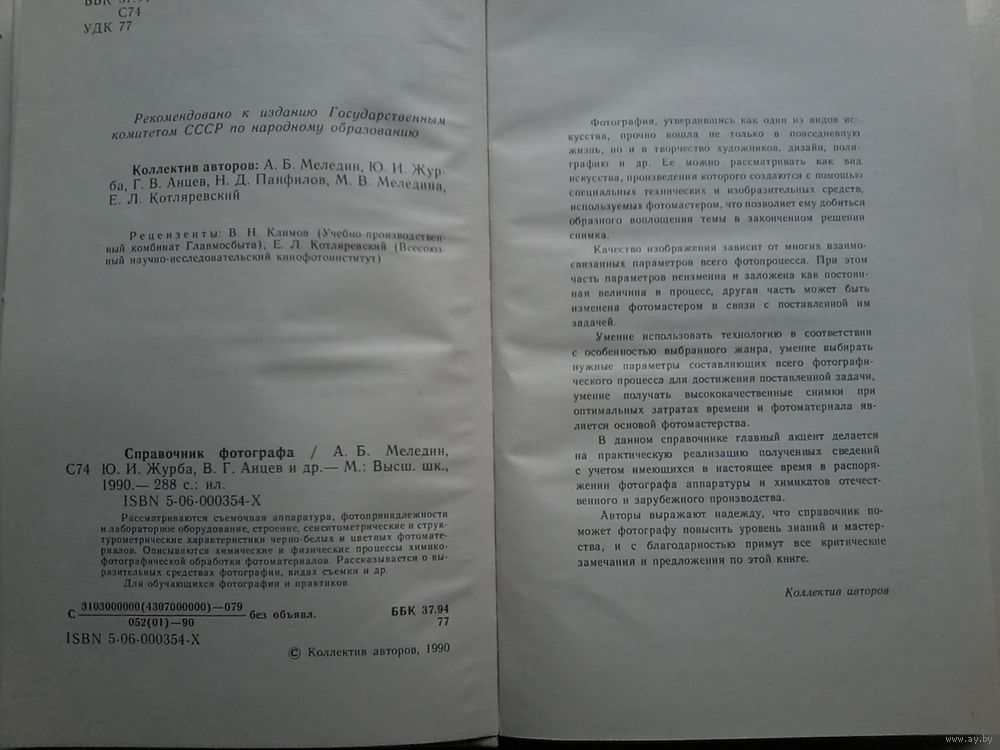 ББК 37.94
С74
УДК 77
Рекомендовано к изданию Государственным
комитетом СССР по народному образованию
Коллектив авторов: А. Б. Меледин, Ю. И. Жур-
ба, Г. В. Анцев, Н. Д. Панфилов, М. В. Меледина,
Е. Л. Котляревский
Рецензенты: В. Н. Климов (Учебно-производствен-
ный комбинат Главмосбыта), Е. Л. Котляревский (Всесоюз-
ный научно-исследовательский кинофотоинститут)
Справочник фотографа / А. Б. Меледин,
С74 Ю. И. Журба, В. Г. Анцев и др.— М.: Высш. шк.,
1990.— 288 с.: ил.
ISBN 5-06-000354-X
Рассматриваются съемочная аппаратура, фотопринадлежности
и лабораторное оборудование, строение, сенситометрические и струк-
турометрические характеристики черно-белых и цветных фотомате-
риалов. Описываются химические и физические процессы химико-
фотографической обработки фотоматериалов. Рассказывается о вы-
разительных средствах фотографии, видах съемки и др.
Для обучающихся фотографии и практиков.
С 3103000000(4307000000)—079
052(01)—90 без объявл.
ББК 37.94
77
ISBN 5-06-000354-X
© Коллектив авторов, 1990
Фотографии, утвердившись как один из видов ис-
кусства, прочно вошла не только в повседневную
жизнь, но и в творчество художников, дизайн, поли-
графию и др. Ее можно рассматривать как вид
искусства, произведения которого создаются с помощью
специальных технических и изобразительных средств,
используемых фотомастером, что позволяет ему добиться
образного воплощения темы в законченном решении
снимка.
Качество изображения зависит от многих взаимо-
связанных параметров всего фотопроцесса. При этом
часть параметров неизменна и заложена как постоян-
ная величина в процесс, другая часть может быть
изменена фотомастером в связи с поставленной им
задачей.
Умение использовать технологию в соответствии
с особенностью выбранного жанра, умение выбирать
нужные параметры составляющих всего фотографи-
ческого процесса для достижения поставленной задачи,
умение получать высококачественные снимки при
оптимальных затратах времени и фотоматериала яв-
ляется основой фотомастерства.
В данном справочнике главный акцент делается
на практическую реализацию полученных сведений
с учетом имеющихся в настоящее время в распоря-
жении фотографа аппаратуры и химикатов отечест-
венного и зарубежного производства.
Авторы выражают надежду, что справочник по-
может фотографу повысить уровень знаний и мастер-
ства, и с благодарностью примут все критические
замечания и предложения по этой книге.
Коллектив авторов
www.ay.by